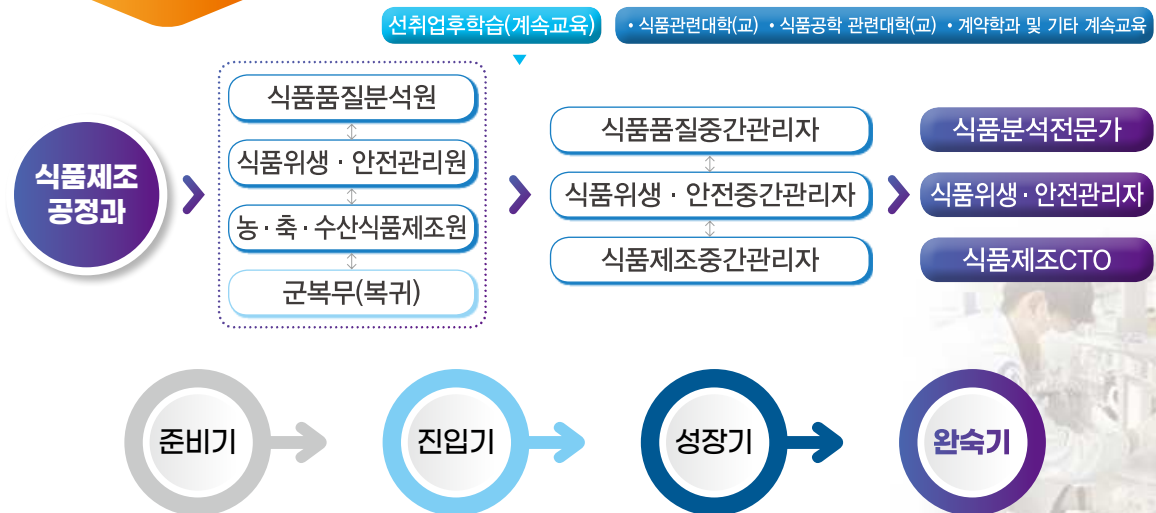 선취업후학습(계속교육)
• 식품관련대학(교) • 식품공학 관련대학(교) • 계약학과 및 기타 계속교육
식품제조
공정과
식품품질분석원
식품위생 · 안전관리원
농 · 축 · 수산식품제조원
군복무(복귀)
식품품질중간관리자
식품위생 · 안전중간관리자
식품제조중간관리자
식품분석전문가
식품위생 · 안전관리자
식품제조CTO
준비기
진입기
성장기
완숙기